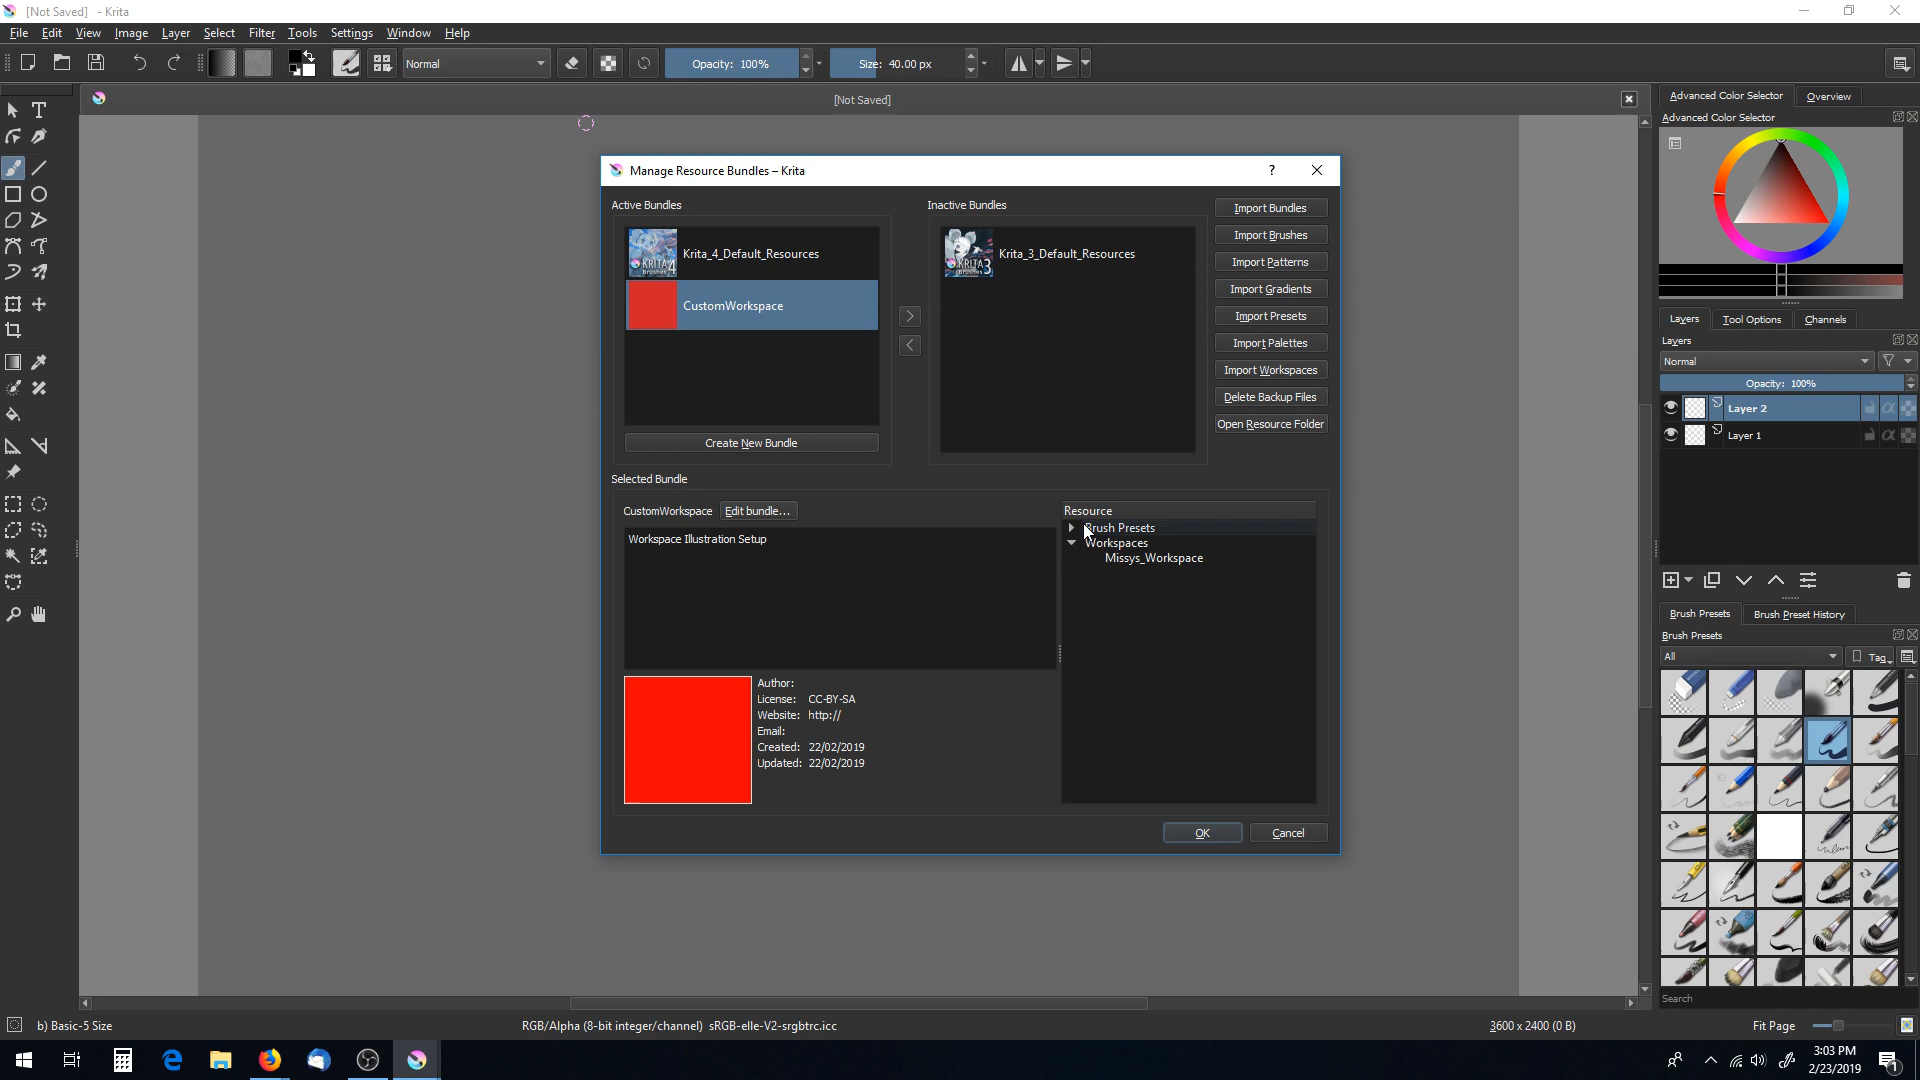 [Not Saved] - Krita
File Edit View Image Layer Select Filter Tools Settings Window Help
Normal Opacity: 100% Size: 40.00 px
[Not Saved]
Advanced Color Selector Overview
Advanced Color Selector
Manage Resource Bundles – Krita ?
Active Bundles Inactive Bundles
Krita_4_Default_Resources
CustomWorkspace
Create New Bundle
KRITA 4
Brushes
Krita_3_Default_Resources
KRITA 3
Brushes
Import Bundles
Import Brushes
Import Patterns
Import Gradients
Import Presets
Import Palettes
Import Workspaces
Delete Backup Files
Open Resource Folder
Selected Bundle
CustomWorkspace Edit bundle...
Workspace Illustration Setup
Resource
Brush Presets
Workspaces
Missys_Workspace
Author:
License: CC-BY-SA
Website: http://
Email:
Created: 22/02/2019
Updated: 22/02/2019
OK Cancel
Layers Tool Options Channels
Layers
Normal
Opacity: 100%
Layer 2
Layer 1
Brush Presets Brush Preset History
Brush Presets
All Tag
Search
b) Basic-5 Size RGB/Alpha (8-bit integer/channel) sRGB-elle-V2-srgbtrc.icc 3600 x 2400 (0 B) Fit Page
3:03 PM
2/23/2019
1